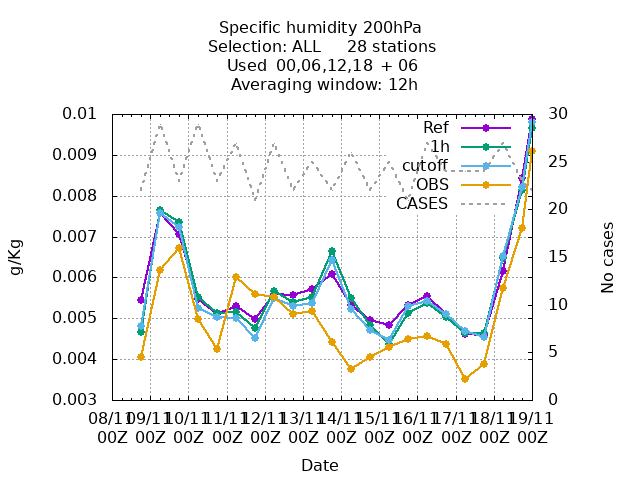 Specific humidity 200hPa
Selection: ALL 28 stations
Used 00,06,12,18 + 06
Averaging window: 12h
0.01
0.009
0.008
0.007
0.006
0.005
0.004
0.003
g/Kg
Ref
1h
cutoff
OBS
CASES
30
25
20
15
10
5
0
No cases
08/11 09/11 10/11 11/11 12/11 13/11 14/11 15/11 16/11 17/11 18/11 19/11
00Z 00Z 00Z 00Z 00Z 00Z 00Z 00Z 00Z 00Z 00Z 00Z
Date